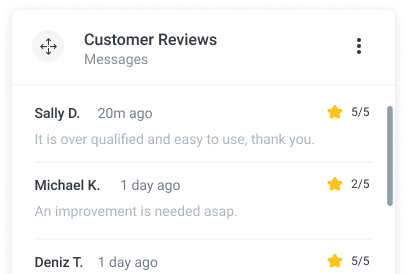 Customer Reviews
Messages
Sally D. 20m ago 5/5
It is over qualified and easy to use, thank you.
Michael K. 1 day ago 2/5
An improvement is needed asap.
Deniz T. 1 day ago 5/5